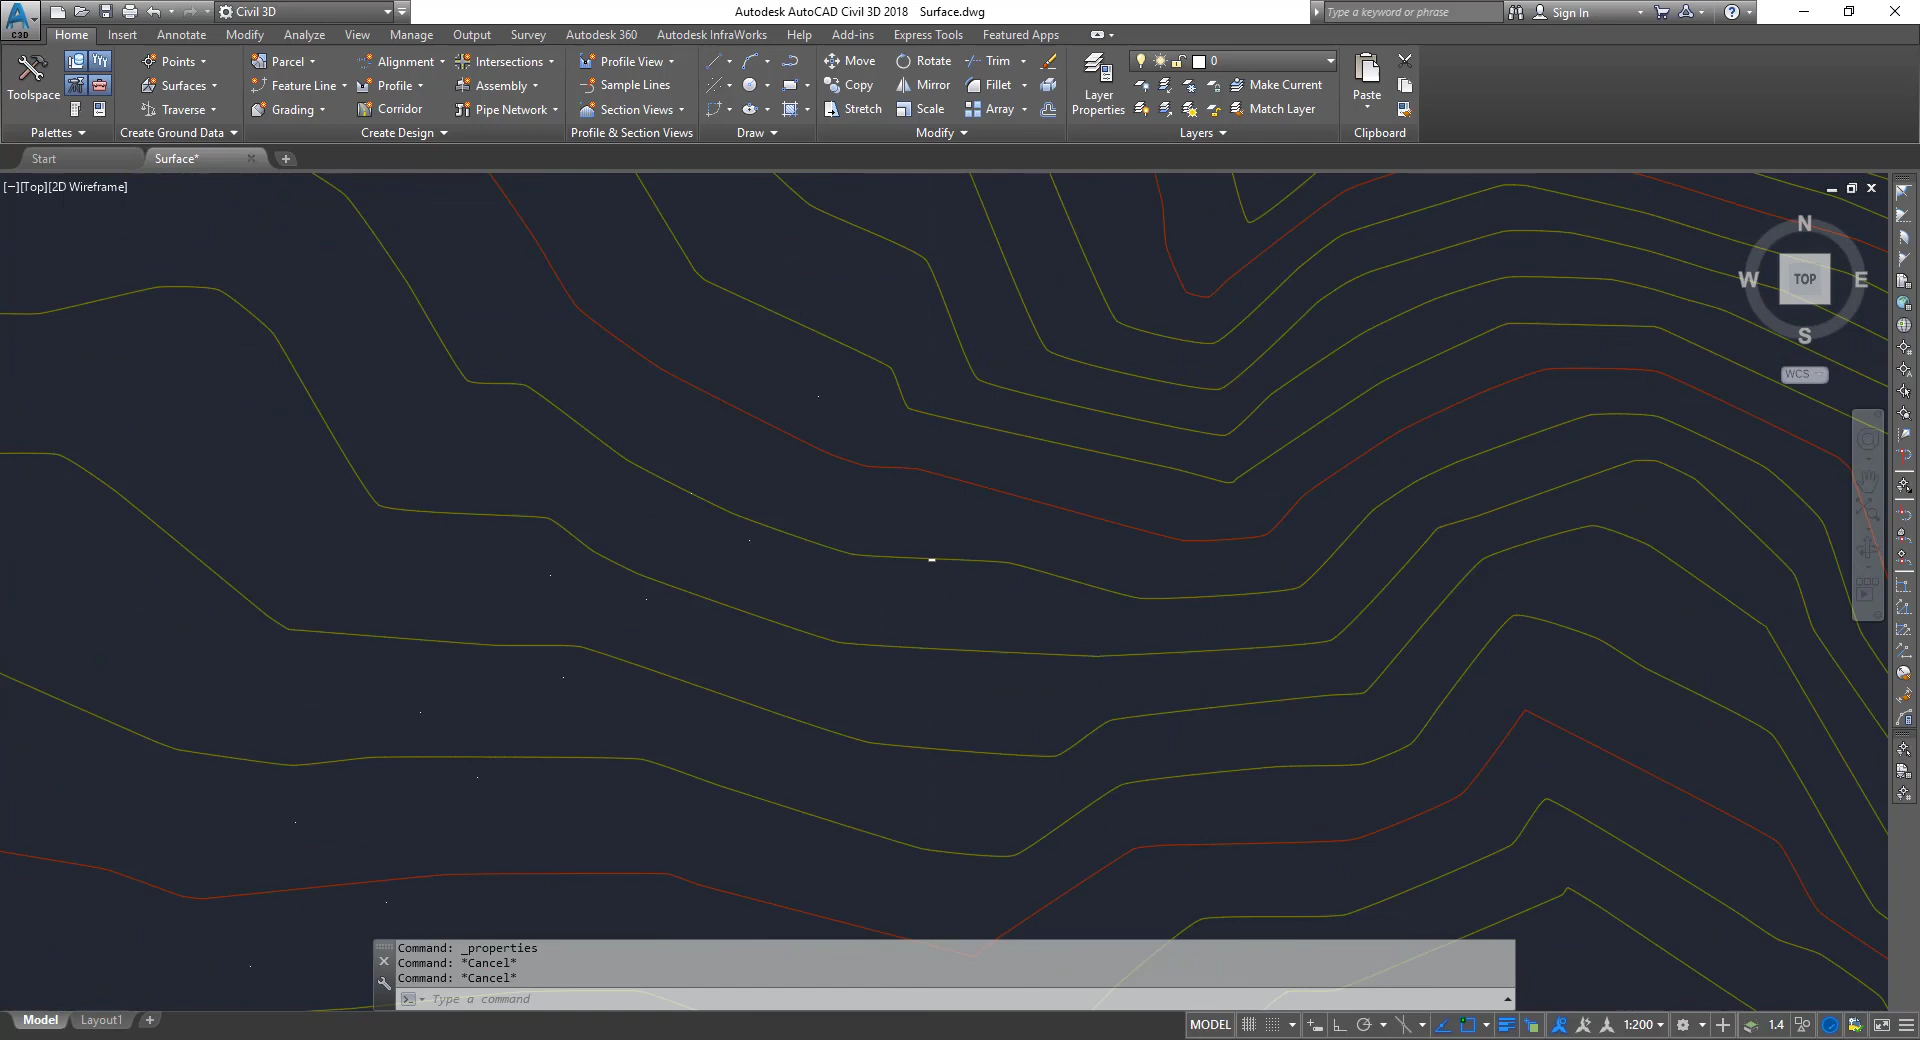 C3D
Civil 3D
Autodesk AutoCAD Civil 3D 2018 Surface.dwg
Type a keyword or phrase
Sign In
Home Insert Annotate Modify Analyze View Manage Output Survey Autodesk 360 Autodesk InfraWorks Help Add-ins Express Tools Featured Apps
Toolspace
Palettes
Points
Surfaces
Traverse
Create Ground Data
Parcel
Feature Line
Grading
Alignment
Profile
Corridor
Intersections
Assembly
Pipe Network
Create Design
Profile View
Sample Lines
Section Views
Profile & Section Views
Draw
Move
Copy
Stretch
Rotate
Mirror
Scale
Trim
Fillet
Array
Modify
Layer
Properties
0
Make Current
Match Layer
Layers
Paste
Clipboard
Start
Surface*
[−][Top][2D Wireframe]
N
W
TOP
E
S
WCS
Command: _properties
Command: *Cancel*
Command: *Cancel*
Type a command
Model
Layout1
MODEL
1:200
1.4